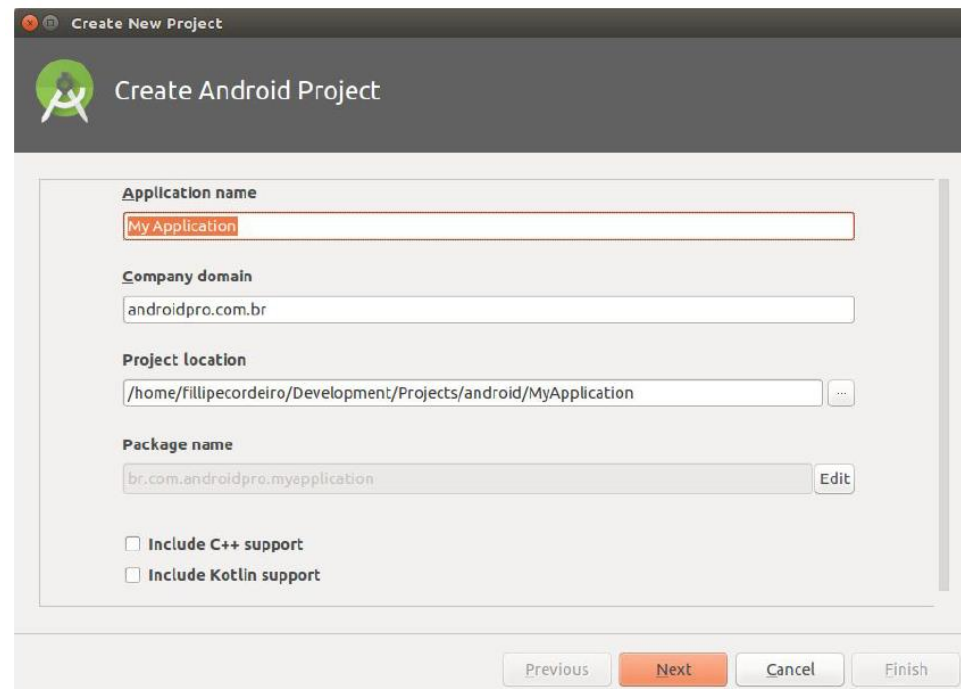 Create New Project
Create Android Project
Application name
My Application
Company domain
androidpro.com.br
Project location
/home/fillipecordeiro/Development/Projects/android/MyApplication
...
Package name
br.com.androidpro.myapplication
Edit
Include C++ support
Include Kotlin support
Previous
Next
Cancel
Finish